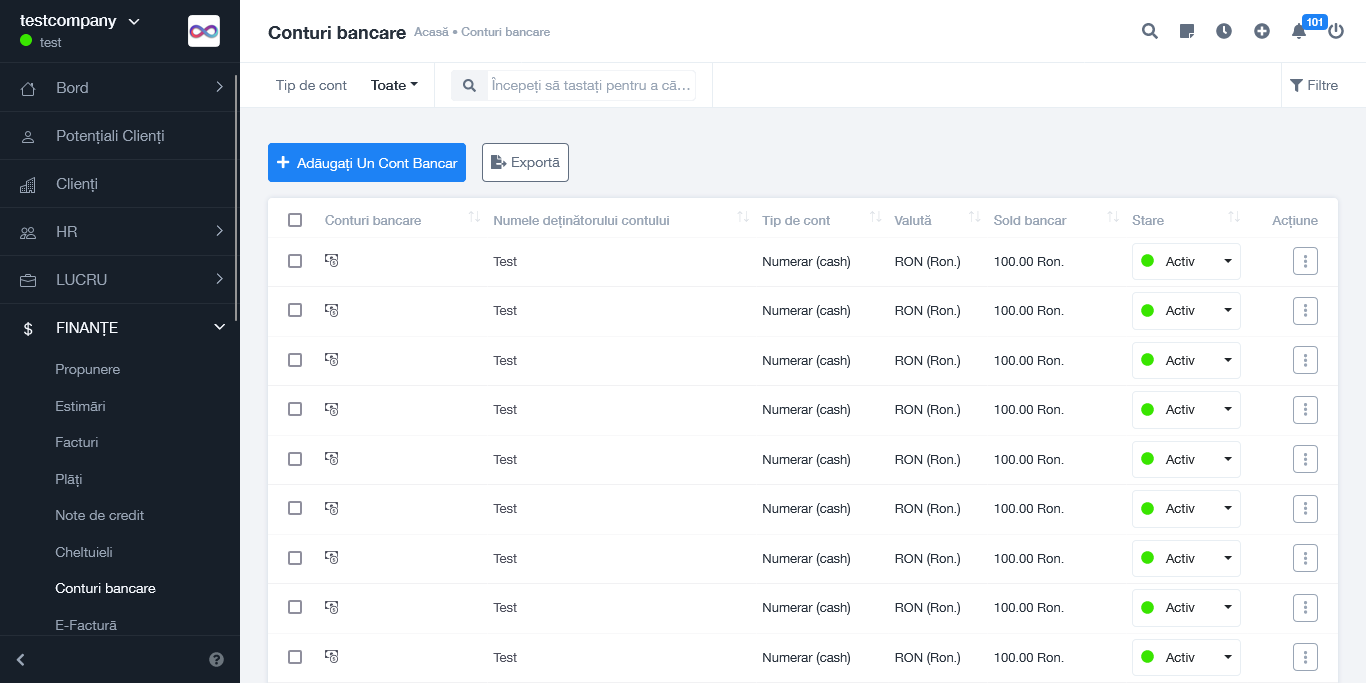 testcompany
test
Bord
Potențiali Clienți
Clienți
HR
LUCRU
FINANȚE
Propunere
Estimări
Facturi
Plăți
Note de credit
Cheltuieli
Conturi bancare
E-Factură
Conturi bancare Acasă • Conturi bancare
101
Tip de cont Toate Începeți să tastați pentru a că... Filtre
Adăugați Un Cont Bancar Exportă
Conturi bancare Numele deținătorului contului Tip de cont Valută Sold bancar Stare Acțiune
Test Numerar (cash) RON (Ron.) 100.00 Ron. Activ
Test Numerar (cash) RON (Ron.) 100.00 Ron. Activ
Test Numerar (cash) RON (Ron.) 100.00 Ron. Activ
Test Numerar (cash) RON (Ron.) 100.00 Ron. Activ
Test Numerar (cash) RON (Ron.) 100.00 Ron. Activ
Test Numerar (cash) RON (Ron.) 100.00 Ron. Activ
Test Numerar (cash) RON (Ron.) 100.00 Ron. Activ
Test Numerar (cash) RON (Ron.) 100.00 Ron. Activ
Test Numerar (cash) RON (Ron.) 100.00 Ron. Activ